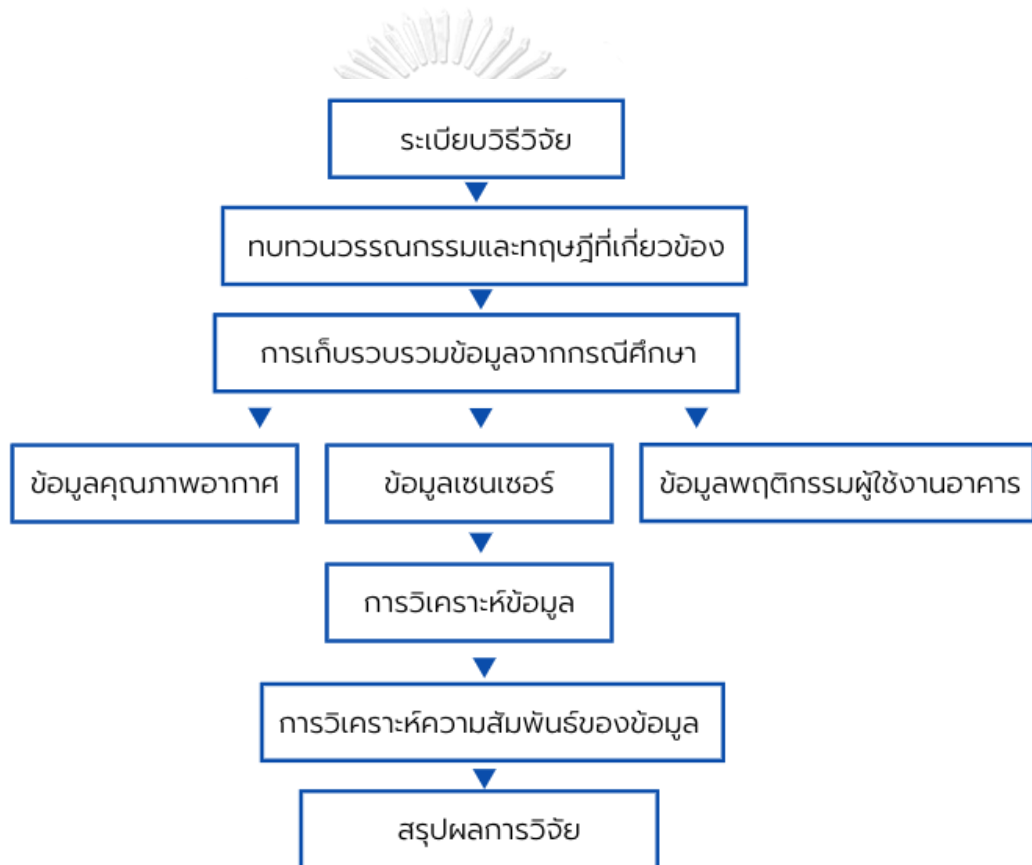 ระเบียบวิธีวิจัย
ทบทวนวรรณกรรมและทฤษฎีที่เกี่ยวข้อง
การเก็บรวบรวมข้อมูลจากกรณีศึกษา
ข้อมูลคุณภาพอากาศ
ข้อมูลเซนเซอร์
ข้อมูลพฤติกรรมผู้ใช้งานอาคาร
การวิเคราะห์ข้อมูล
การวิเคราะห์ความสัมพันธ์ของข้อมูล
สรุปผลการวิจัย